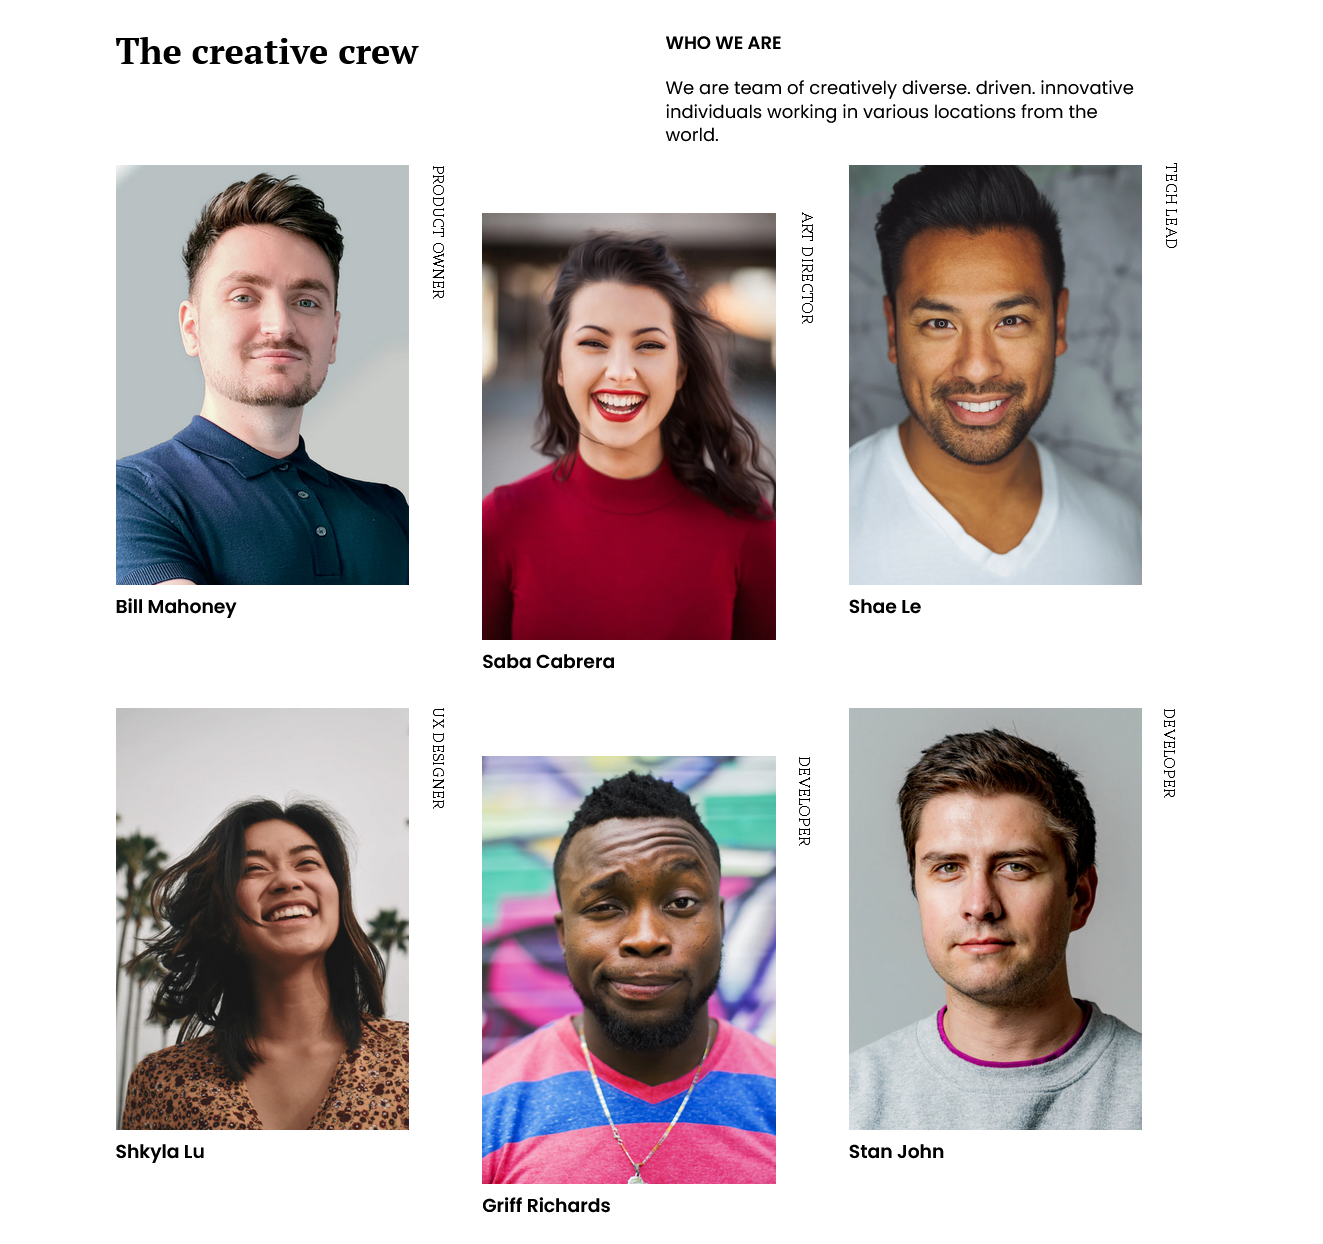 The creative crew
WHO WE ARE
We are team of creatively diverse. driven. innovative
individuals working in various locations from the
world.
PRODUCT OWNER
Bill Mahoney
ART DIRECTOR
Saba Cabrera
TECH LEAD
Shae Le
UX DESIGNER
Shkyla Lu
DEVELOPER
Griff Richards
DEVELOPER
Stan John